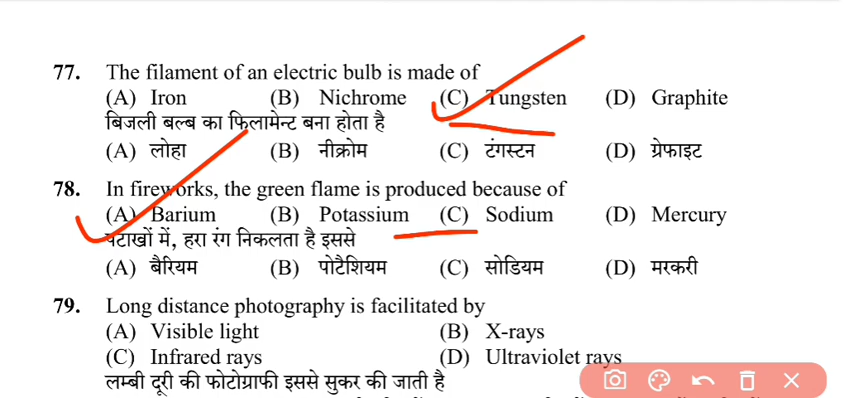 77. The filament of an electric bulb is made of
(A) Iron (B) Nichrome (C) Tungsten (D) Graphite
बिजली बल्ब का फिलामेन्ट बना होता है
(A) लोहा (B) नीक्रोम (C) टंगस्टन (D) ग्रेफाइट
78. In fireworks, the green flame is produced because of
(A) Barium (B) Potassium (C) Sodium (D) Mercury
पटाखों में, हरा रंग निकलता है इससे
(A) बैरियम (B) पोटैशियम (C) सोडियम (D) मरकरी
79. Long distance photography is facilitated by
(A) Visible light (B) X-rays
(C) Infrared rays (D) Ultraviolet rays
लम्बी दूरी की फोटोग्राफी इससे सुकर की जाती है